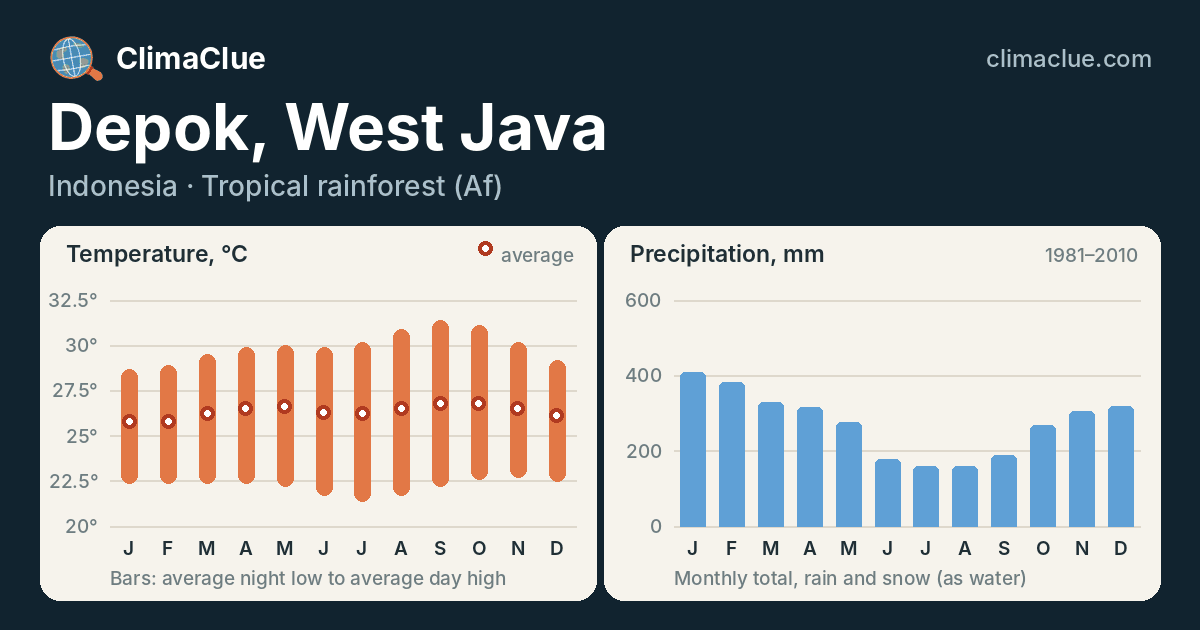 ClimaClue
climaclue.com
Depok, West Java
Indonesia · Tropical rainforest (Af)
Temperature, °C
average
32.5°
30°
27.5°
25°
22.5°
20°
J F M A M J J A S O N D
Bars: average night low to average day high
Precipitation, mm
1981–2010
600
400
200
0
J F M A M J J A S O N D
Monthly total, rain and snow (as water)